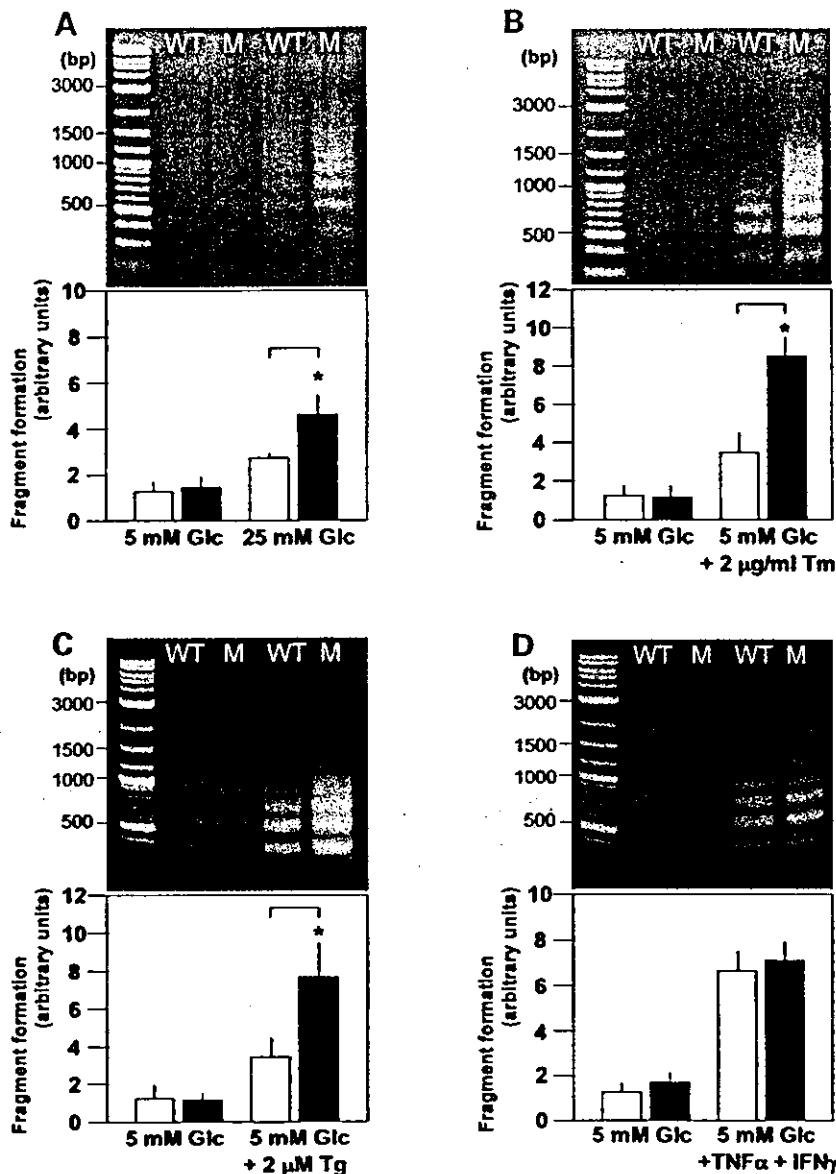 A
WT M WT M
(bp)
3000
1500
1000
500
10
8
6
4
2
0
Fragment formation
(arbitrary units)
*
5 mM Glc 25 mM Glc
B
WT M WT M
(bp)
3000
1500
1000
500
12
10
8
6
4
2
0
Fragment formation
(arbitrary units)
*
5 mM Glc 5 mM Glc
+ 2 µg/ml Tm
C
WT M WT M
(bp)
3000
1500
1000
500
12
10
8
6
4
2
0
Fragment formation
(arbitrary units)
*
5 mM Glc 5 mM Glc
+ 2 µM Tg
D
WT M WT M
(bp)
3000
1500
1000
500
10
8
6
4
2
0
Fragment formation
(arbitrary units)
5 mM Glc 5 mM Glc
+TNFα + IFNγ